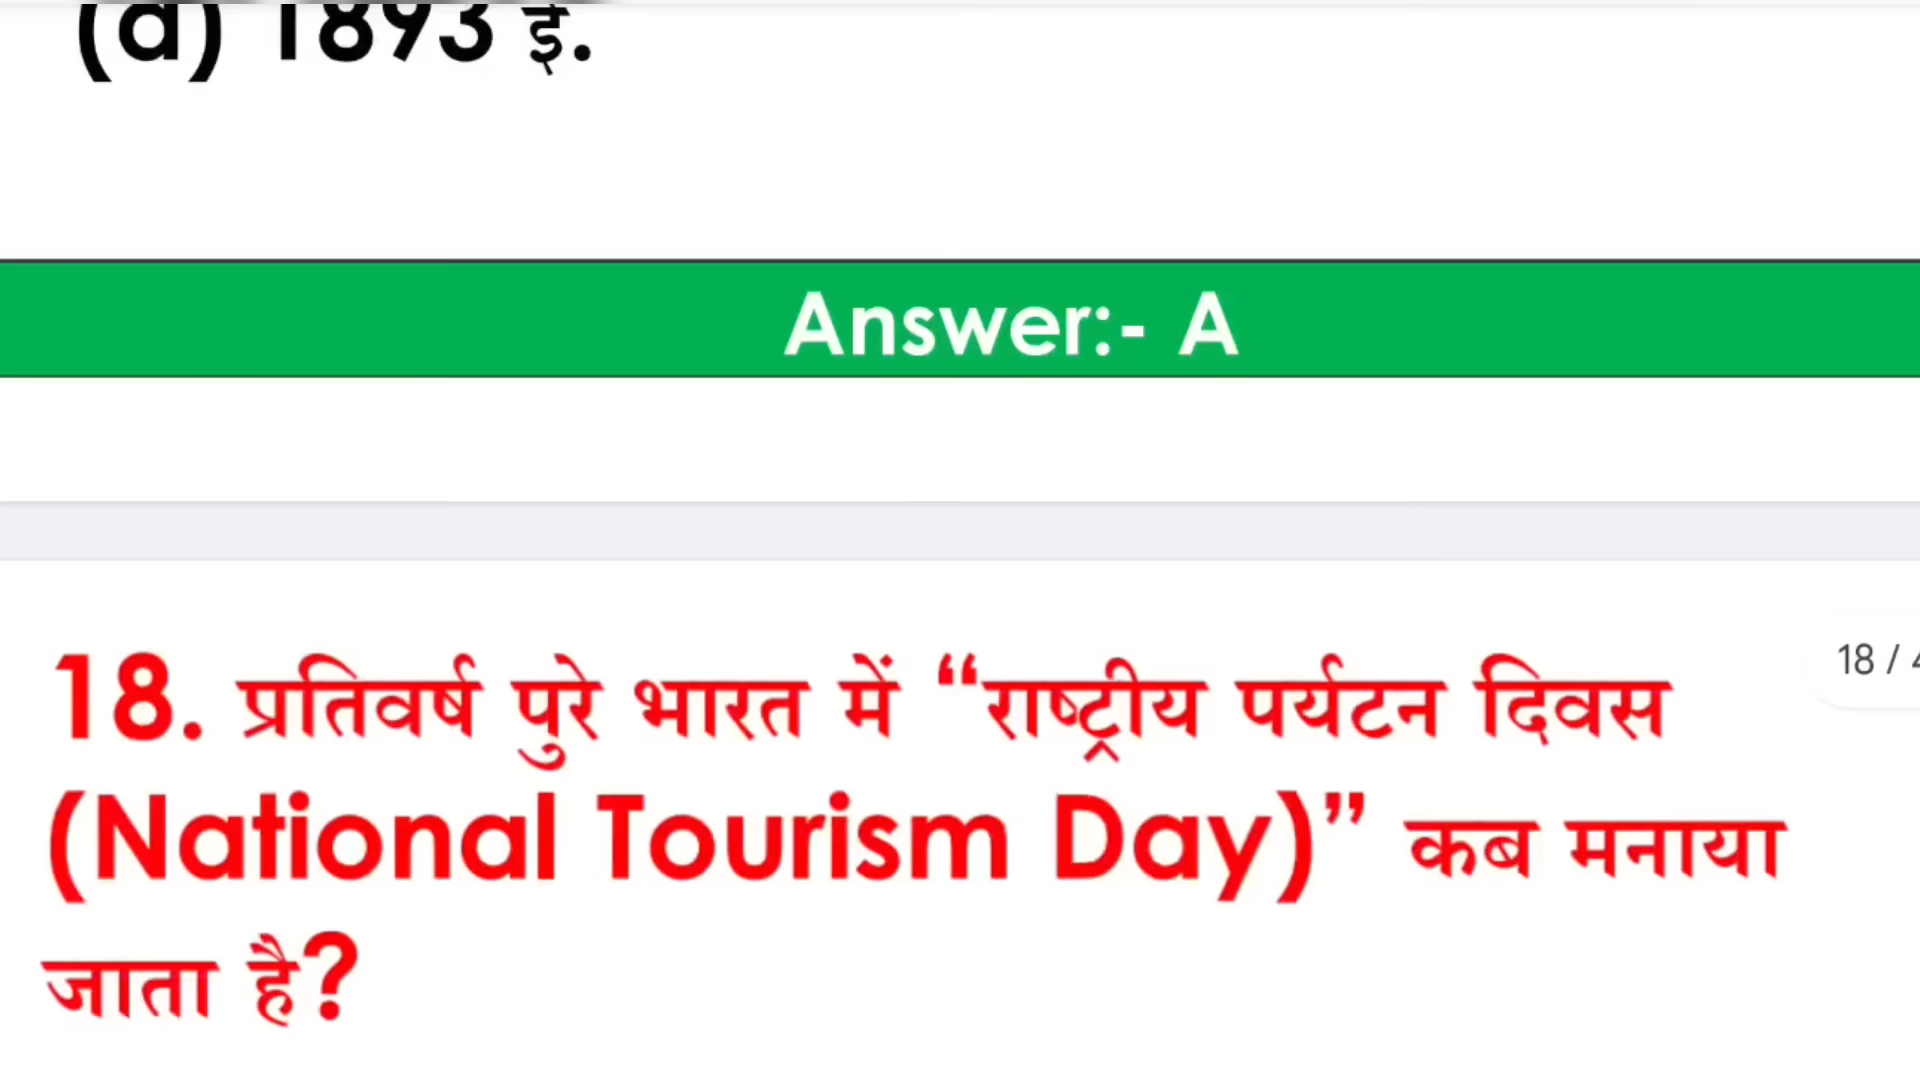 (d) 1893 ई.
Answer:- A
18 /
18. प्रतिवर्ष पुरे भारत में “राष्ट्रीय पर्यटन दिवस
(National Tourism Day)” कब मनाया
जाता है?